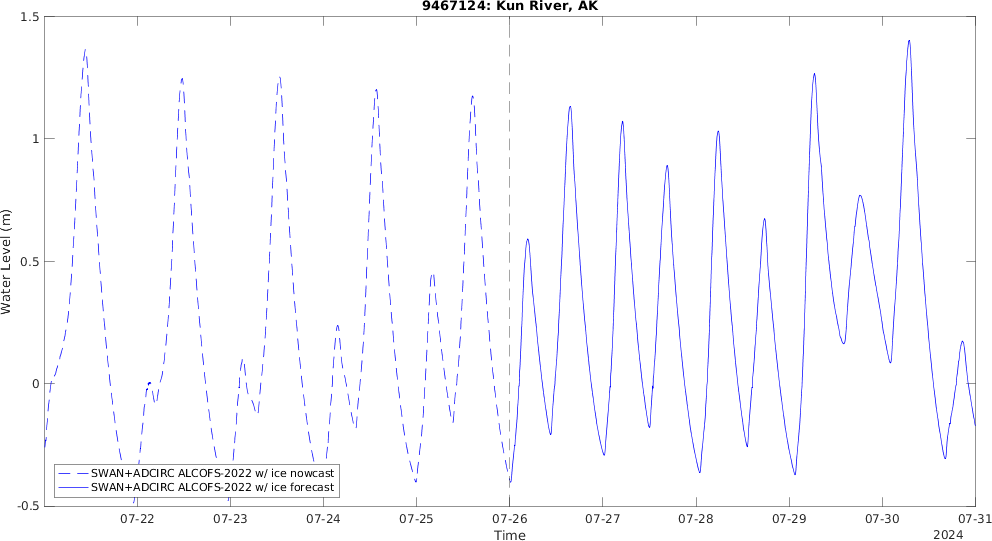 9467124: Kun River, AK
1.5
1
0.5
0
-0.5
Water Level (m)
SWAN+ADCIRC ALCOFS-2022 w/ ice nowcast
SWAN+ADCIRC ALCOFS-2022 w/ ice forecast
07-22 07-23 07-24 07-25 07-26 07-27 07-28 07-29 07-30 07-31
Time
2024